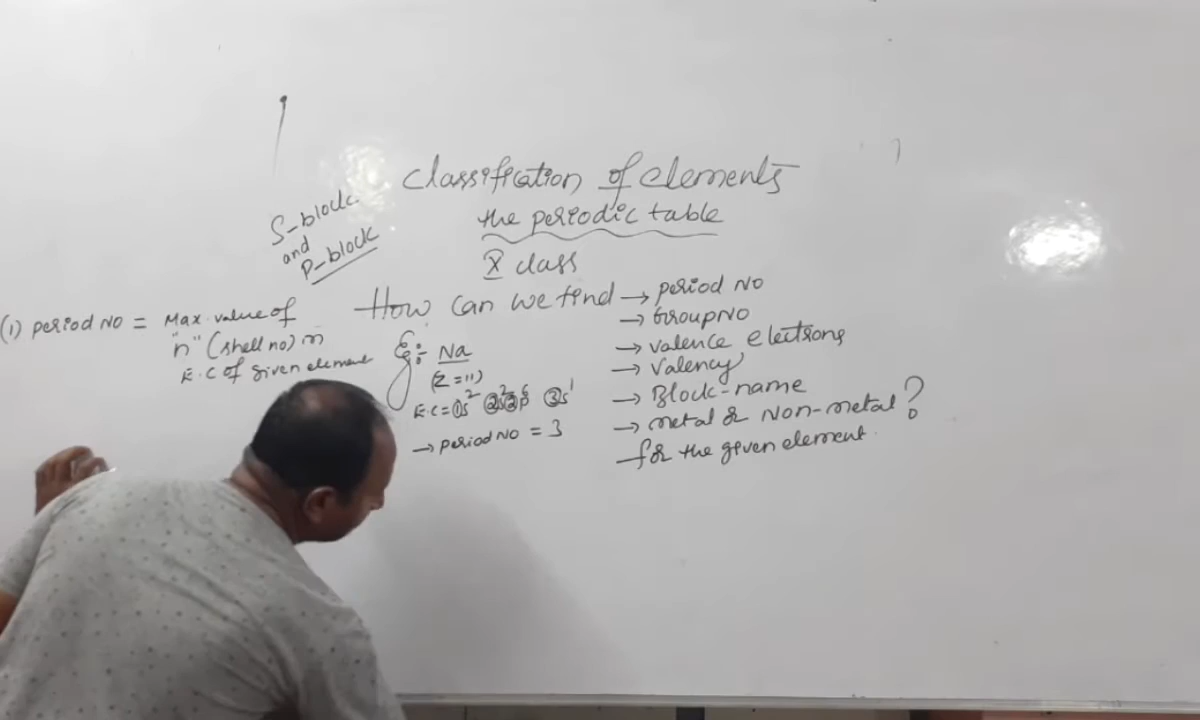 Classification of elements
the periodic table
X class
S-block
and
P-block
How can we find → period No
→ Group No
→ valence electrons
→ Valency
→ Block-name
→ metal or Non-metal ?
for the given element.
(1) period No = Max. value of
"n" (shell no) in
E.C of given element
Eg:- Na
(Z = 11)
E.C = 1s² 2s² 2p⁶ 3s¹
→ period No = 3